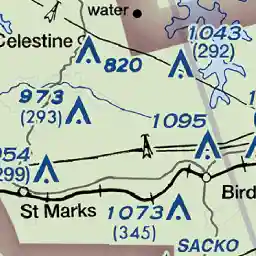 water
Celestine
820
1043
(292)
973
(293)
1095
954
299)
St Marks
1073
(345)
Bird
SACKO